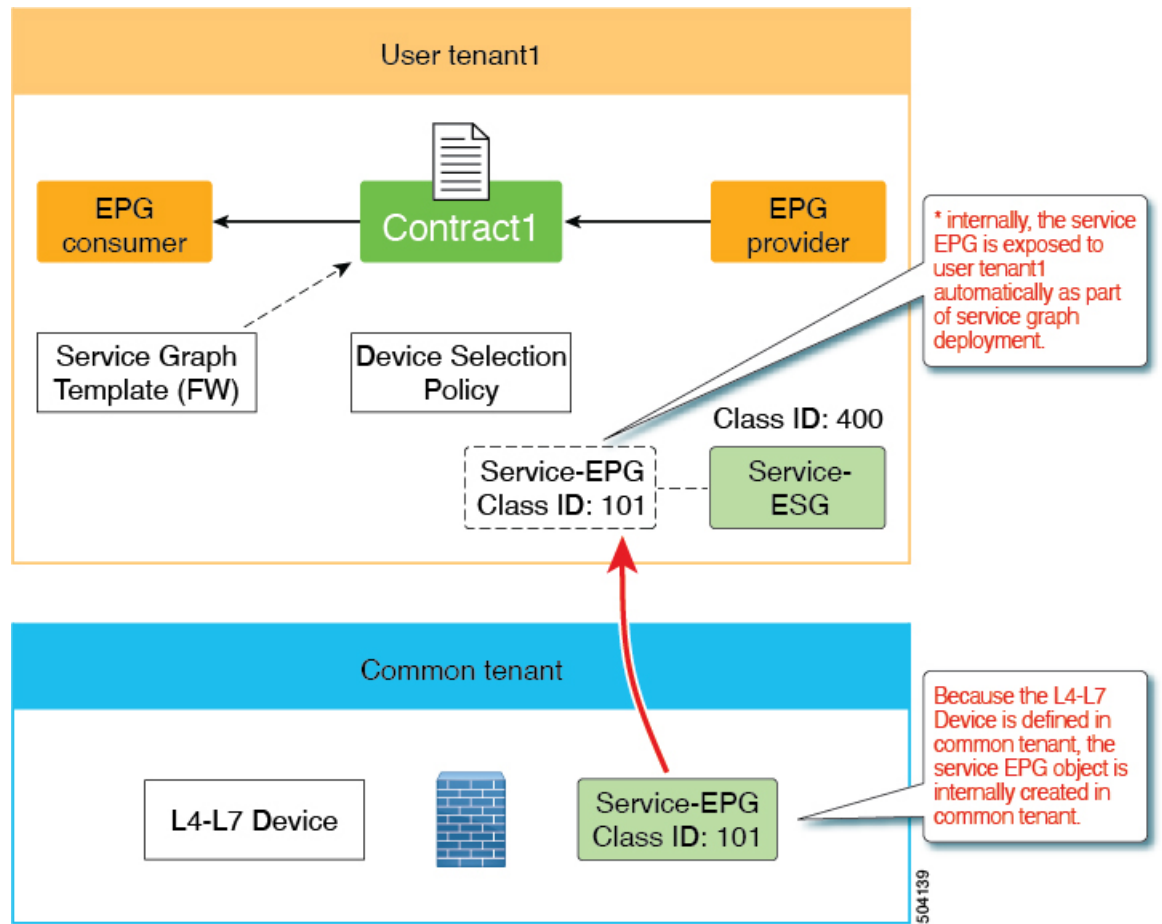 User tenant1
EPG
consumer
Contract1
EPG
provider
* internally, the service
EPG is exposed to
user tenant1
automatically as part
of service graph
deployment.
Service Graph
Template (FW)
Device Selection
Policy
Class ID: 400
Service-EPG
Class ID: 101
Service-
ESG
Common tenant
Because the L4-L7
Device is defined in
common tenant, the
service EPG object is
internally created in
common tenant.
L4-L7 Device
Service-EPG
Class ID: 101
504139